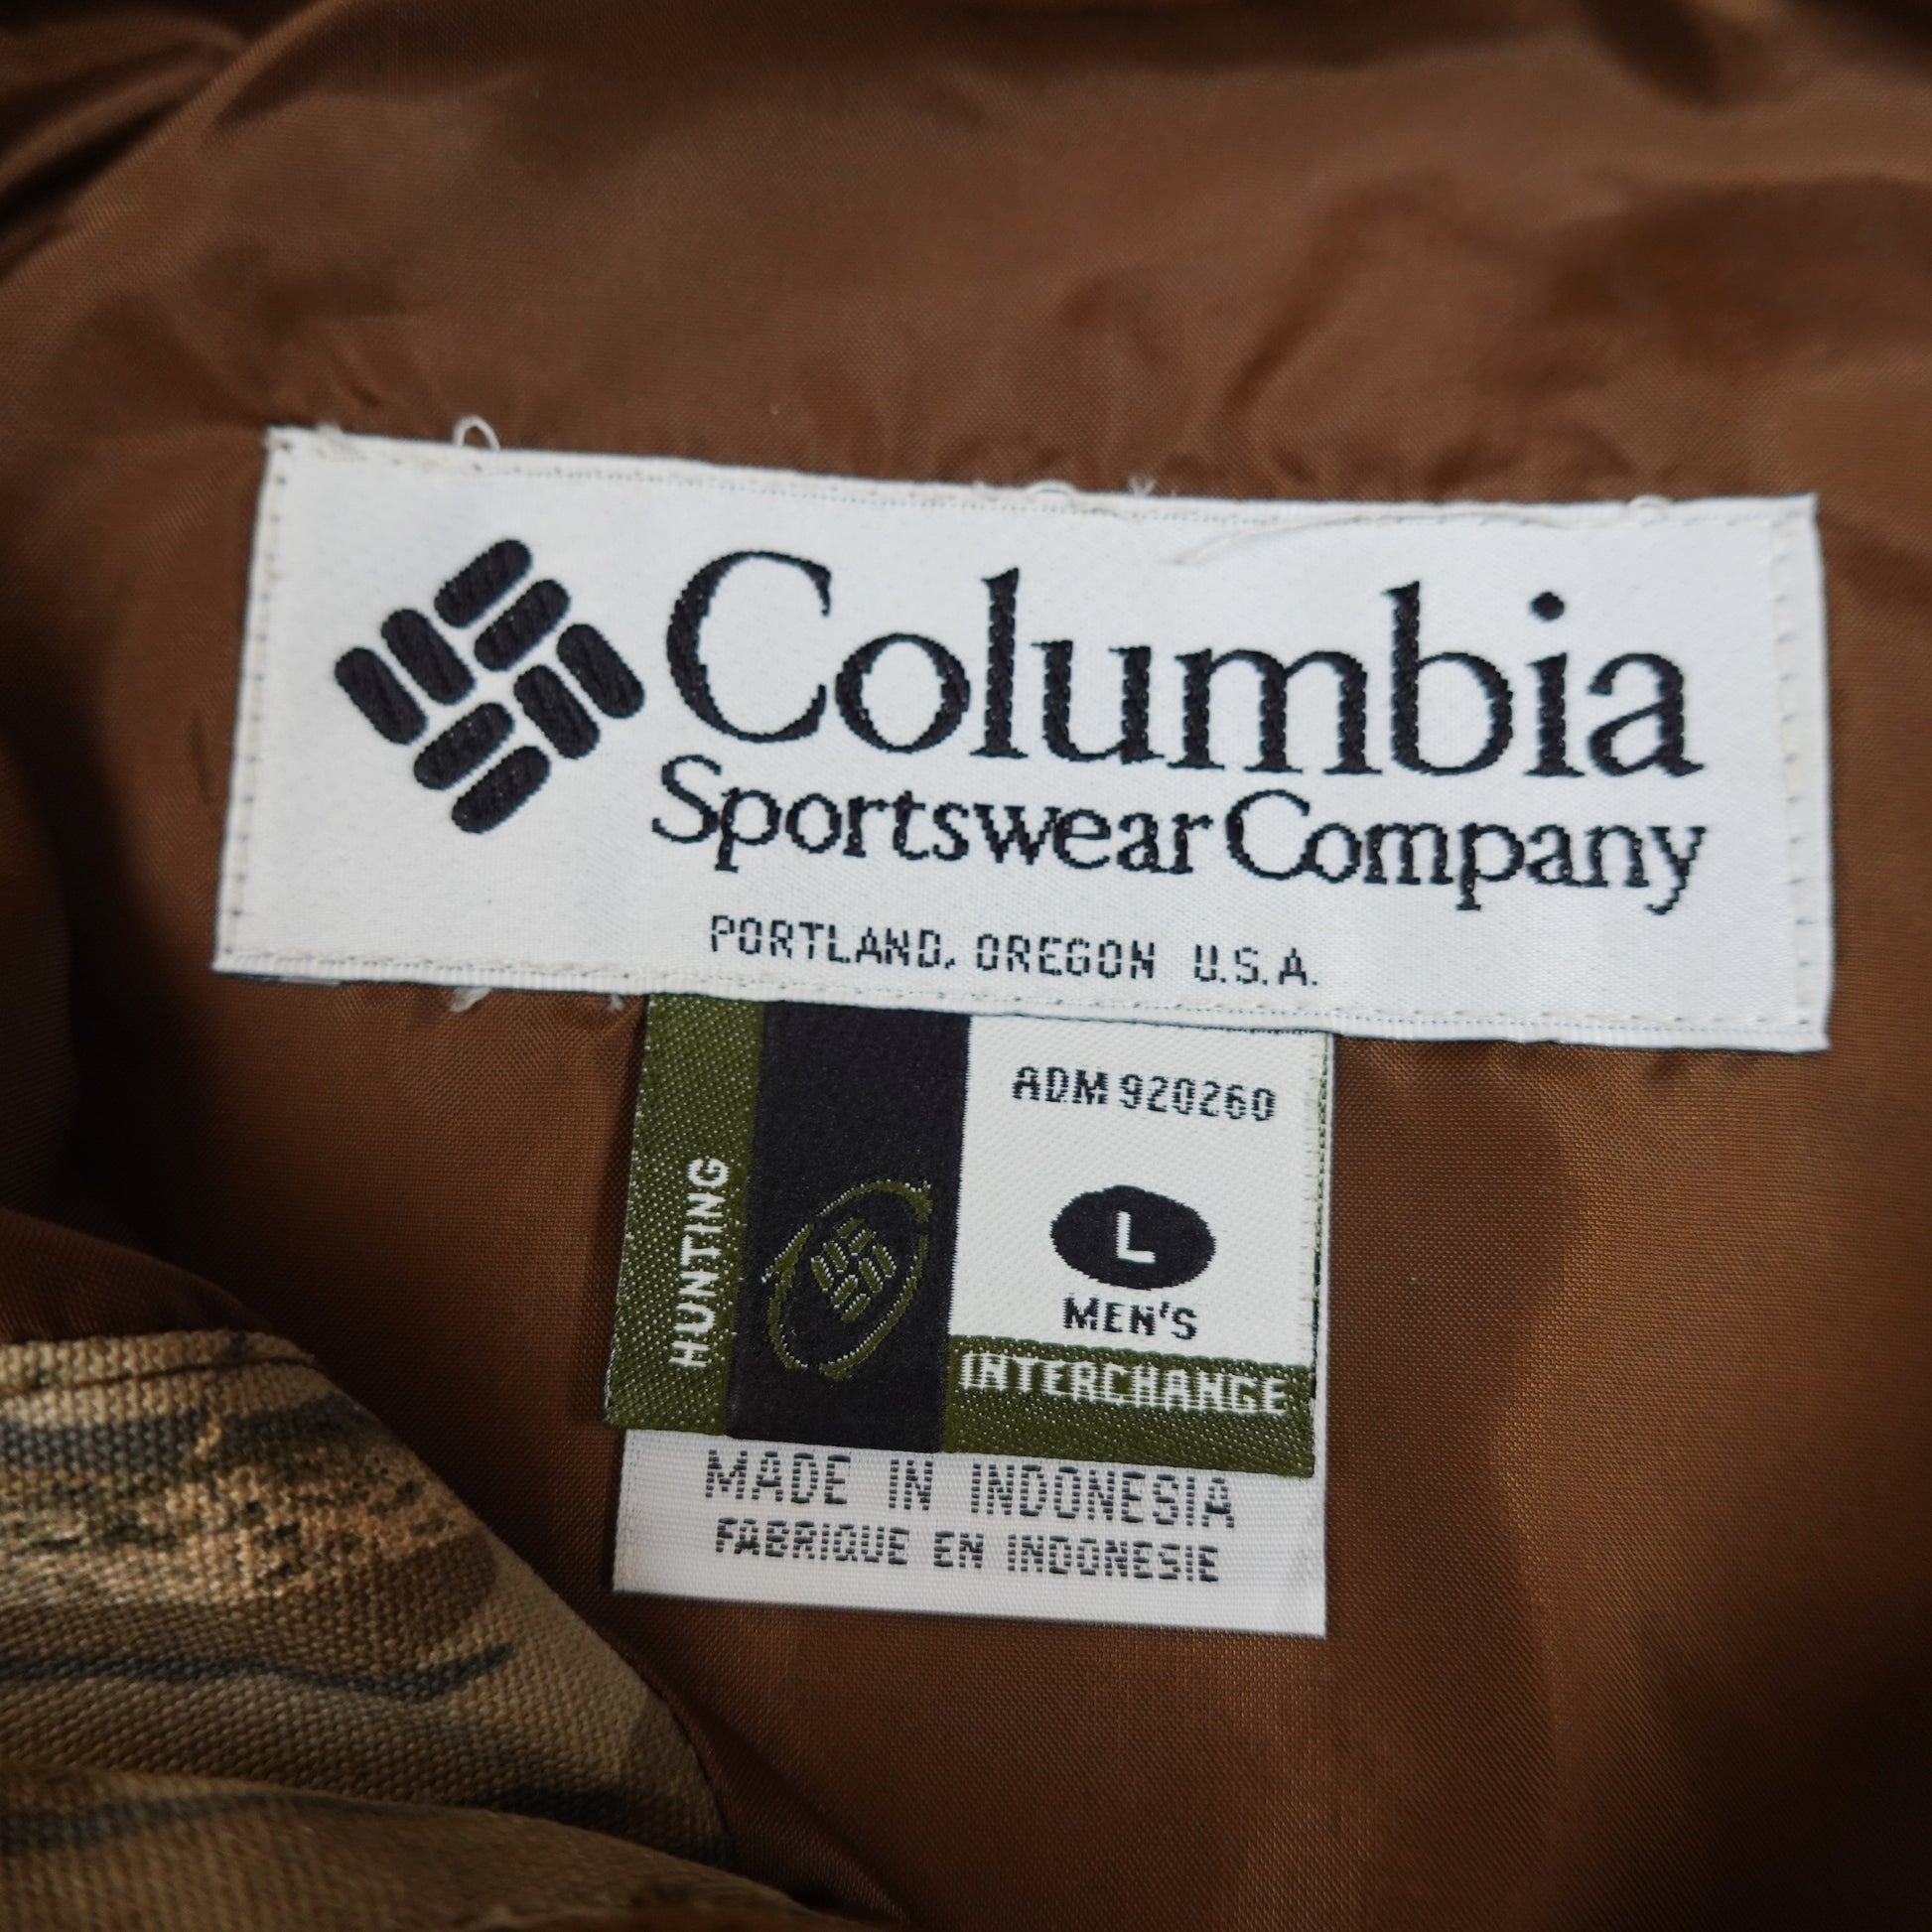 Columbia
Sportswear Company
PORTLAND, OREGON U.S.A.
HUNTING
ADM 920260
L
MEN'S
INTERCHANGE
MADE IN INDONESIA
FABRIQUE EN INDONESIE